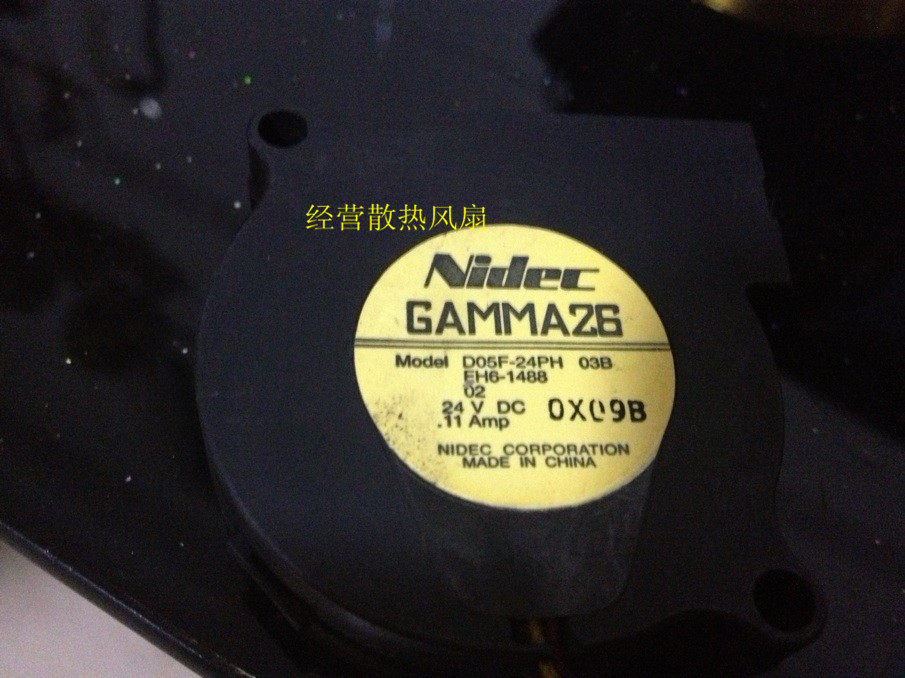 经营散热风扇
Nidec
GAMMA26
Model D05F-24PH 03B
EH6-1488
02
24 V DC 0X09B
.11 Amp
NIDEC CORPORATION
MADE IN CHINA